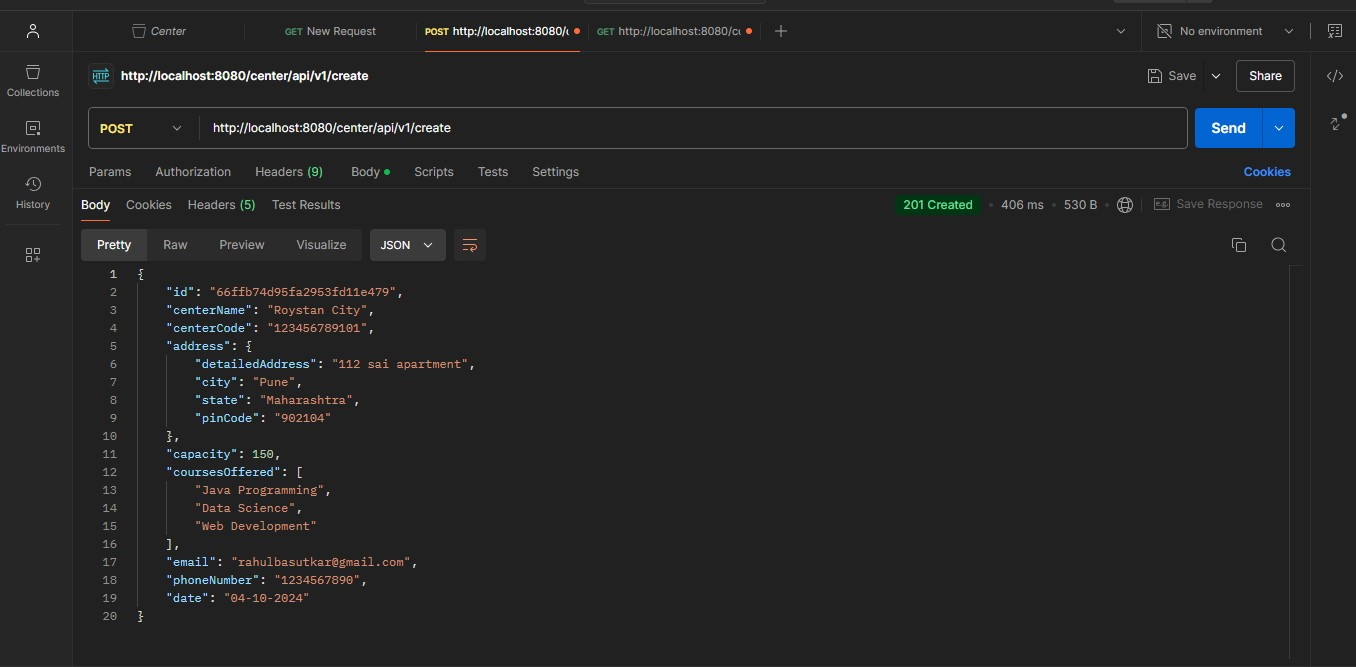 Center
GET New Request
POST http://localhost:8080/c
GET http://localhost:8080/cu
No environment
Collections
Environments
History
HTTP http://localhost:8080/center/api/v1/create
Save
Share
POST http://localhost:8080/center/api/v1/create
Send
Params Authorization Headers (9) Body Scripts Tests Settings Cookies
Body Cookies Headers (5) Test Results 201 Created 406 ms 530 B e.g. Save Response
Pretty Raw Preview Visualize JSON
1 {
2 "id": "66ffb74d95fa2953fd11e479",
3 "centerName": "Roystan City",
4 "centerCode": "123456789101",
5 "address": {
6 "detailedAddress": "112 sai apartment",
7 "city": "Pune",
8 "state": "Maharashtra",
9 "pinCode": "902104"
10 },
11 "capacity": 150,
12 "coursesOffered": [
13 "Java Programming",
14 "Data Science",
15 "Web Development"
16 ],
17 "email": "rahulbasutkar@gmail.com",
18 "phoneNumber": "1234567890",
19 "date": "04-10-2024"
20 }